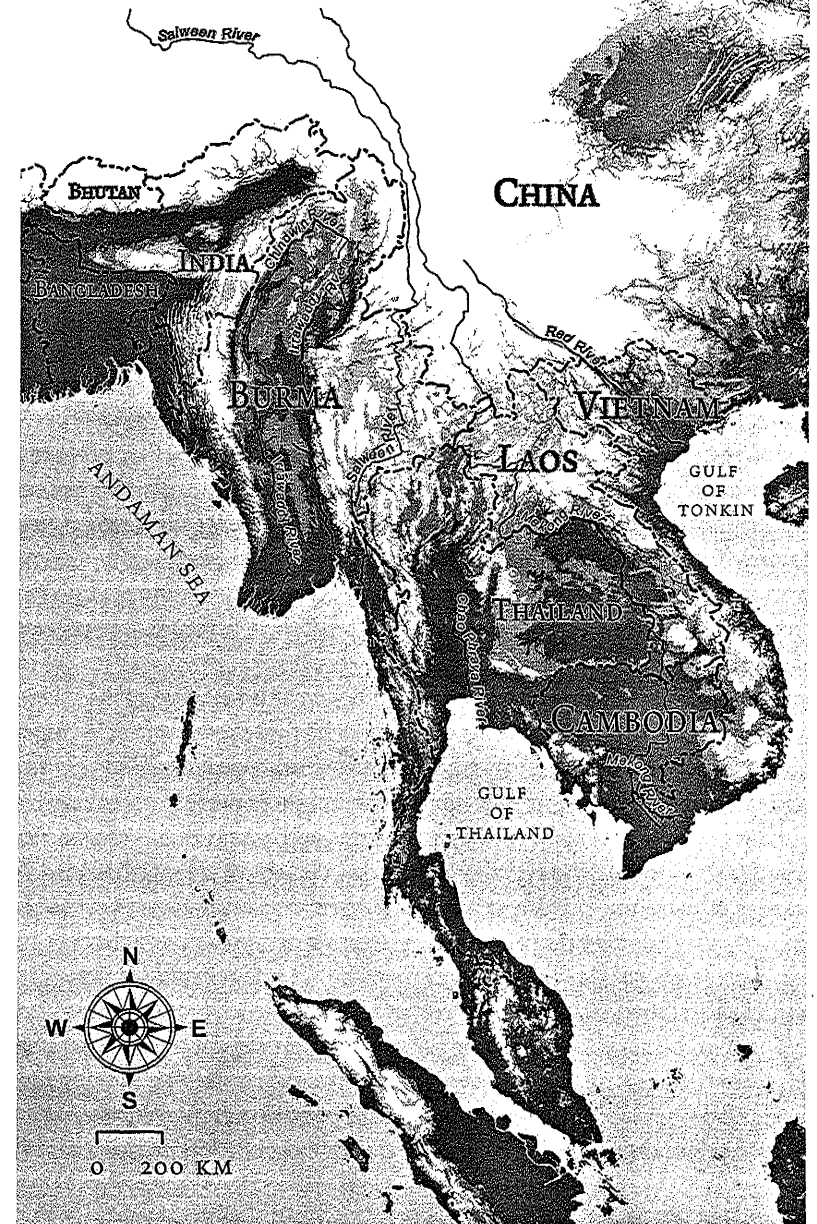 Salween River
CHINA
BHUTAN
INDIA
Chindwin
BANGLADESH
Irrawaddy River
Red River
BURMA
VIETNAM
Salween River
LAOS
GULF
OF
TONKIN
ANDAMAN SEA
Irrawaddy River
Mekong River
THAILAND
Chao Phraya River
CAMBODIA
Mekong River
GULF
OF
THAILAND
N
W
E
S
0 200 KM